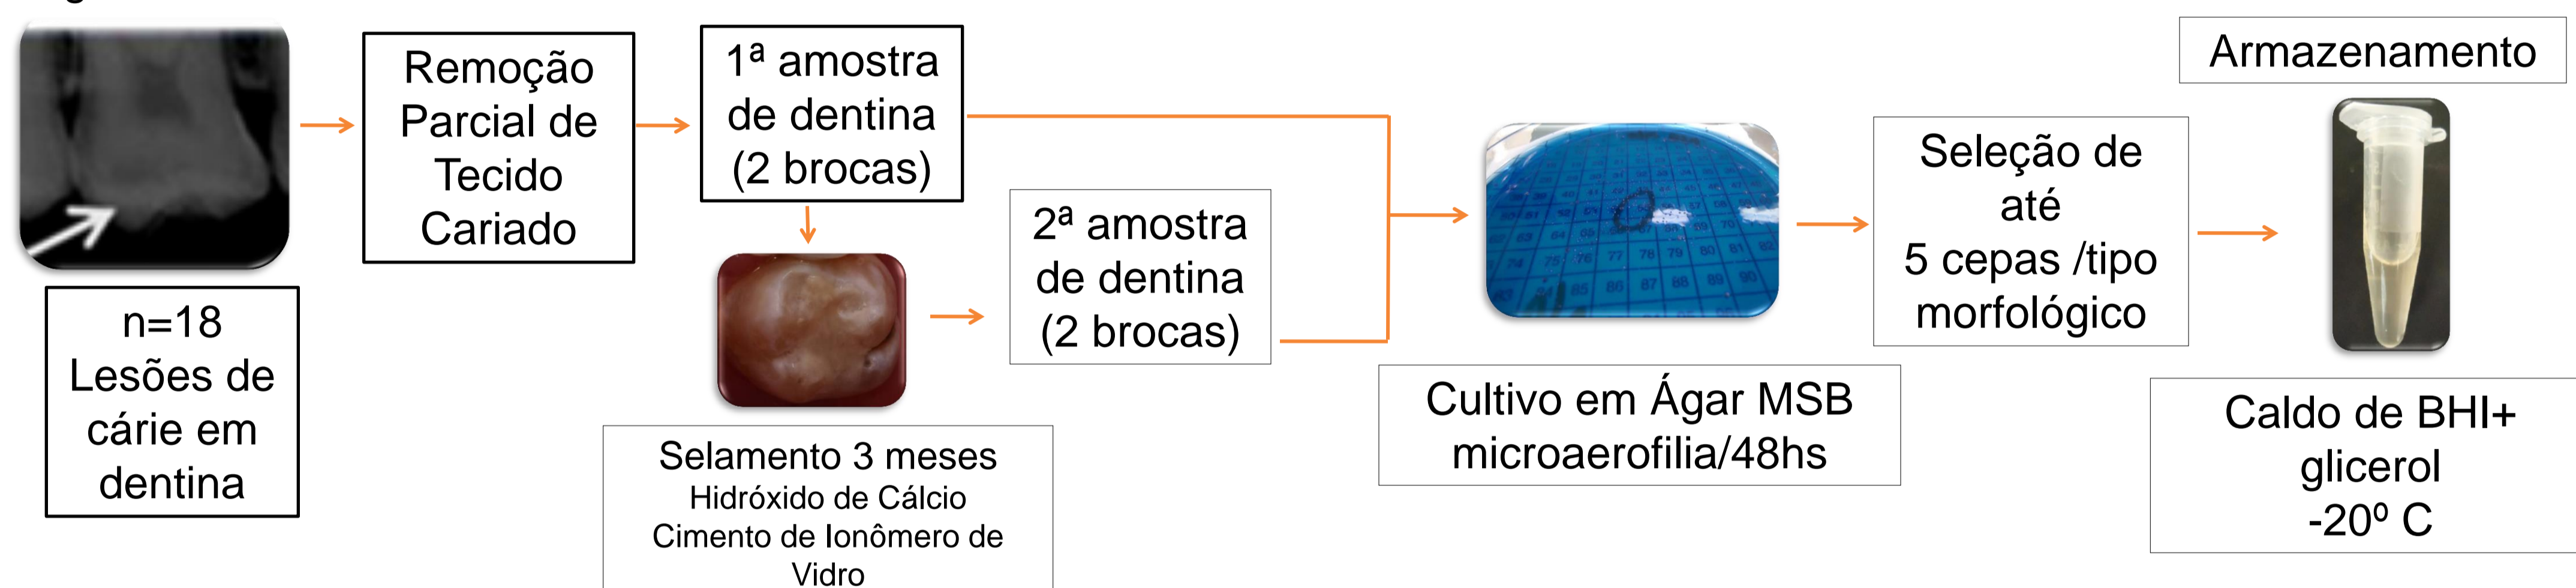 n=18
Lesões de
cárie em
dentina
Remoção
Parcial de
Tecido
Cariado
1ª amostra
de dentina
(2 brocas)
Selamento 3 meses
Hidróxido de Cálcio
Cimento de Ionômero de
Vidro
2ª amostra
de dentina
(2 brocas)
Cultivo em Ágar MSB
microaerofilia/48hs
Seleção de
até
5 cepas /tipo
morfológico
Armazenamento
Caldo de BHI+
glicerol
-20º C